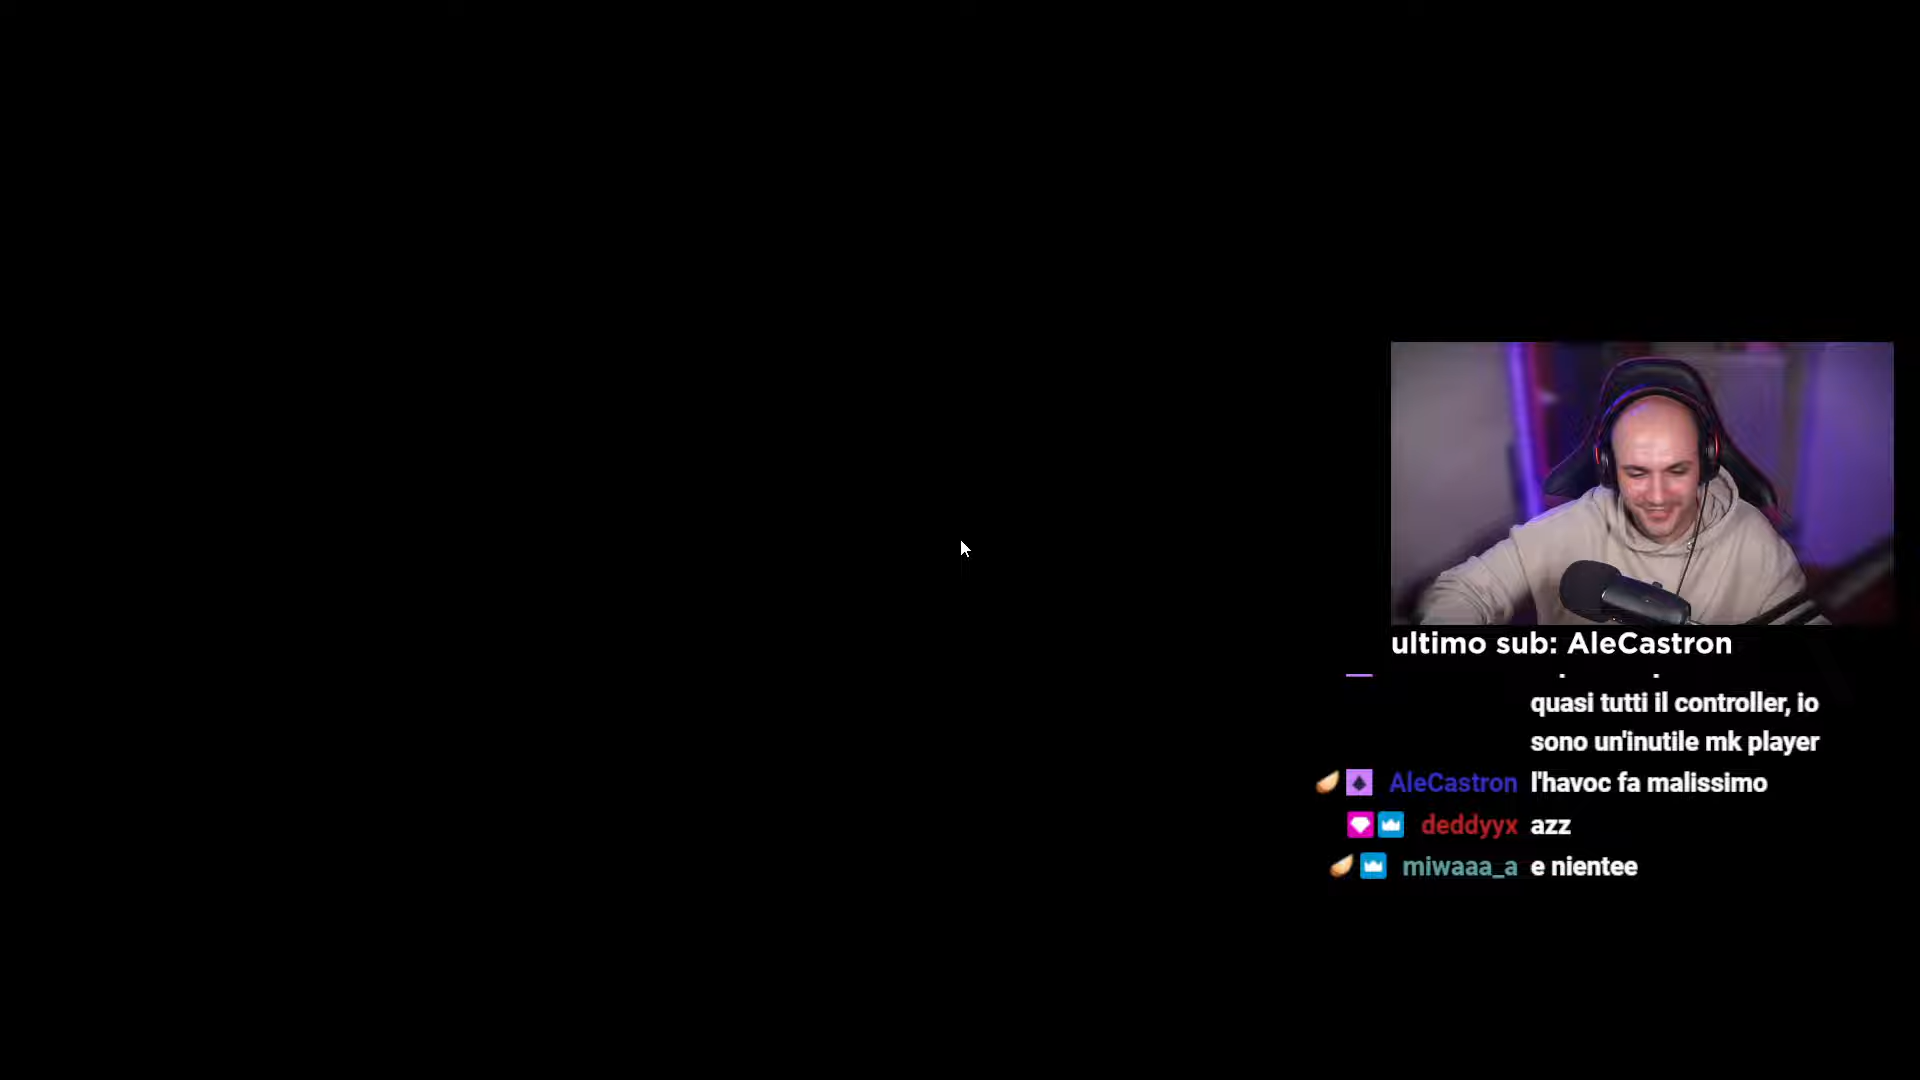 ultimo sub: AleCastron
quasi tutti il controller, io
sono un'inutile mk player
AleCastron l'havoc fa malissimo
deddyyx azz
miwaaa_a e nientee